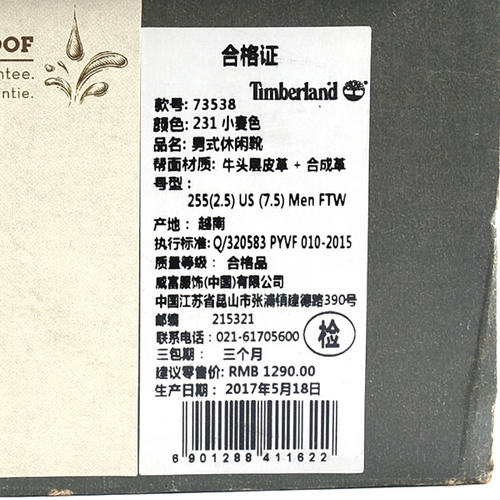 OOF
ntee.
ntie.
合格证
Timberland
款号: 73538
颜色: 231 小麦色
品名: 男式休闲靴
帮面材质: 牛头层皮革 + 合成革
号型:
255(2.5) US (7.5) Men FTW
产地: 越南
执行标准: Q/320583 PYVF 010-2015
质量等级: 合格品
威富服饰(中国)有限公司
中国江苏省昆山市张浦镇建德路390号
邮编 215321
联系电话: 021-61705600
检
三包期: 三个月
建议零售价: RMB 1290.00
生产日期: 2017年5月18日
6 901288 411622